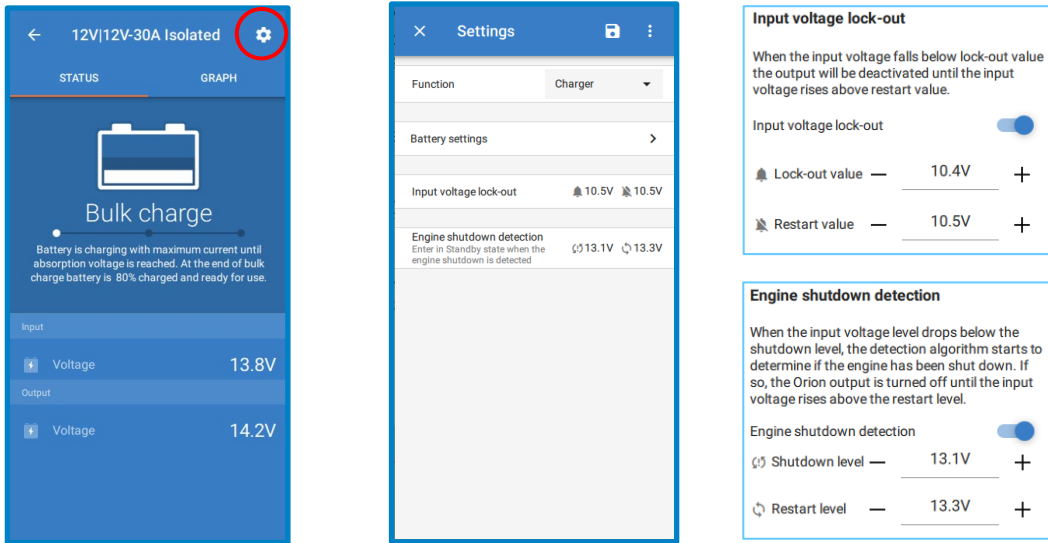 12V|12V-30A Isolated
STATUS GRAPH
Bulk charge
Battery is charging with maximum current until
absorption voltage is reached. At the end of bulk
charge battery is 80% charged and ready for use.
Input
Voltage 13.8V
Output
Voltage 14.2V
Settings
Function Charger
Battery settings
Input voltage lock-out 10.5V 10.5V
Engine shutdown detection
Enter in Standby state when the
engine shutdown is detected
13.1V 13.3V
Input voltage lock-out
When the input voltage falls below lock-out value
the output will be deactivated until the input
voltage rises above restart value.
Input voltage lock-out
Lock-out value — 10.4V +
Restart value — 10.5V +
Engine shutdown detection
When the input voltage level drops below the
shutdown level, the detection algorithm starts to
determine if the engine has been shut down. If
so, the Orion output is turned off until the input
voltage rises above the restart level.
Engine shutdown detection
Shutdown level — 13.1V +
Restart level — 13.3V +